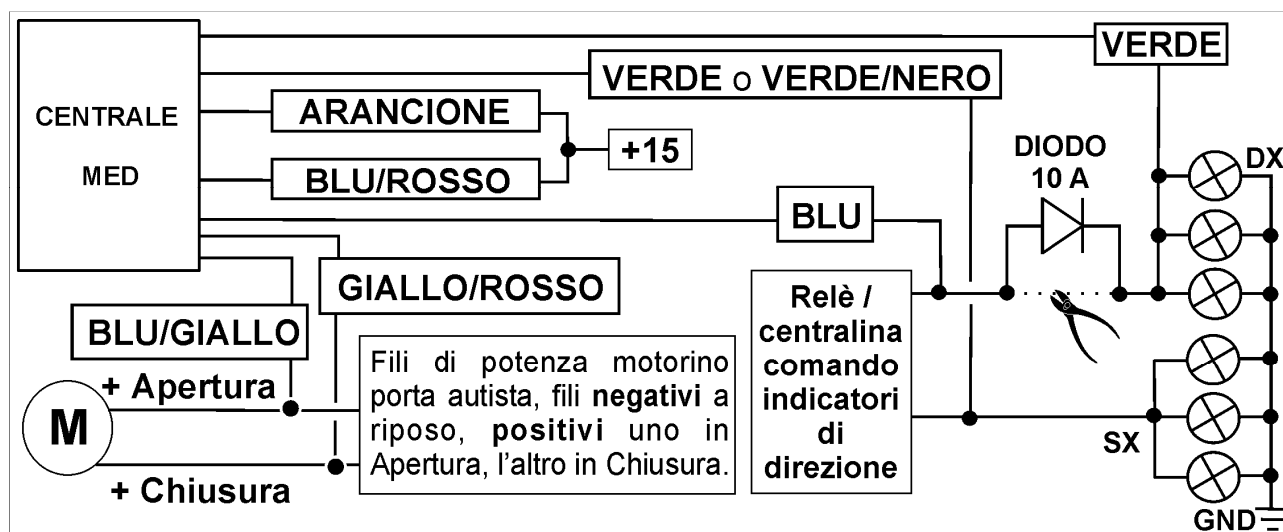 VERDE
VERDE o VERDE/NERO
CENTRALE
MED
ARANCIONE
+15
BLU/ROSSO
DIODO
10 A
DX
BLU
GIALLO/ROSSO
BLU/GIALLO
+ Apertura
M
+ Chiusura
Fili di potenza motorino
porta autista, fili negativi a
riposo, positivi uno in
Apertura, l'altro in Chiusura.
Relè /
centralina
comando
indicatori
di
direzione
SX
GND